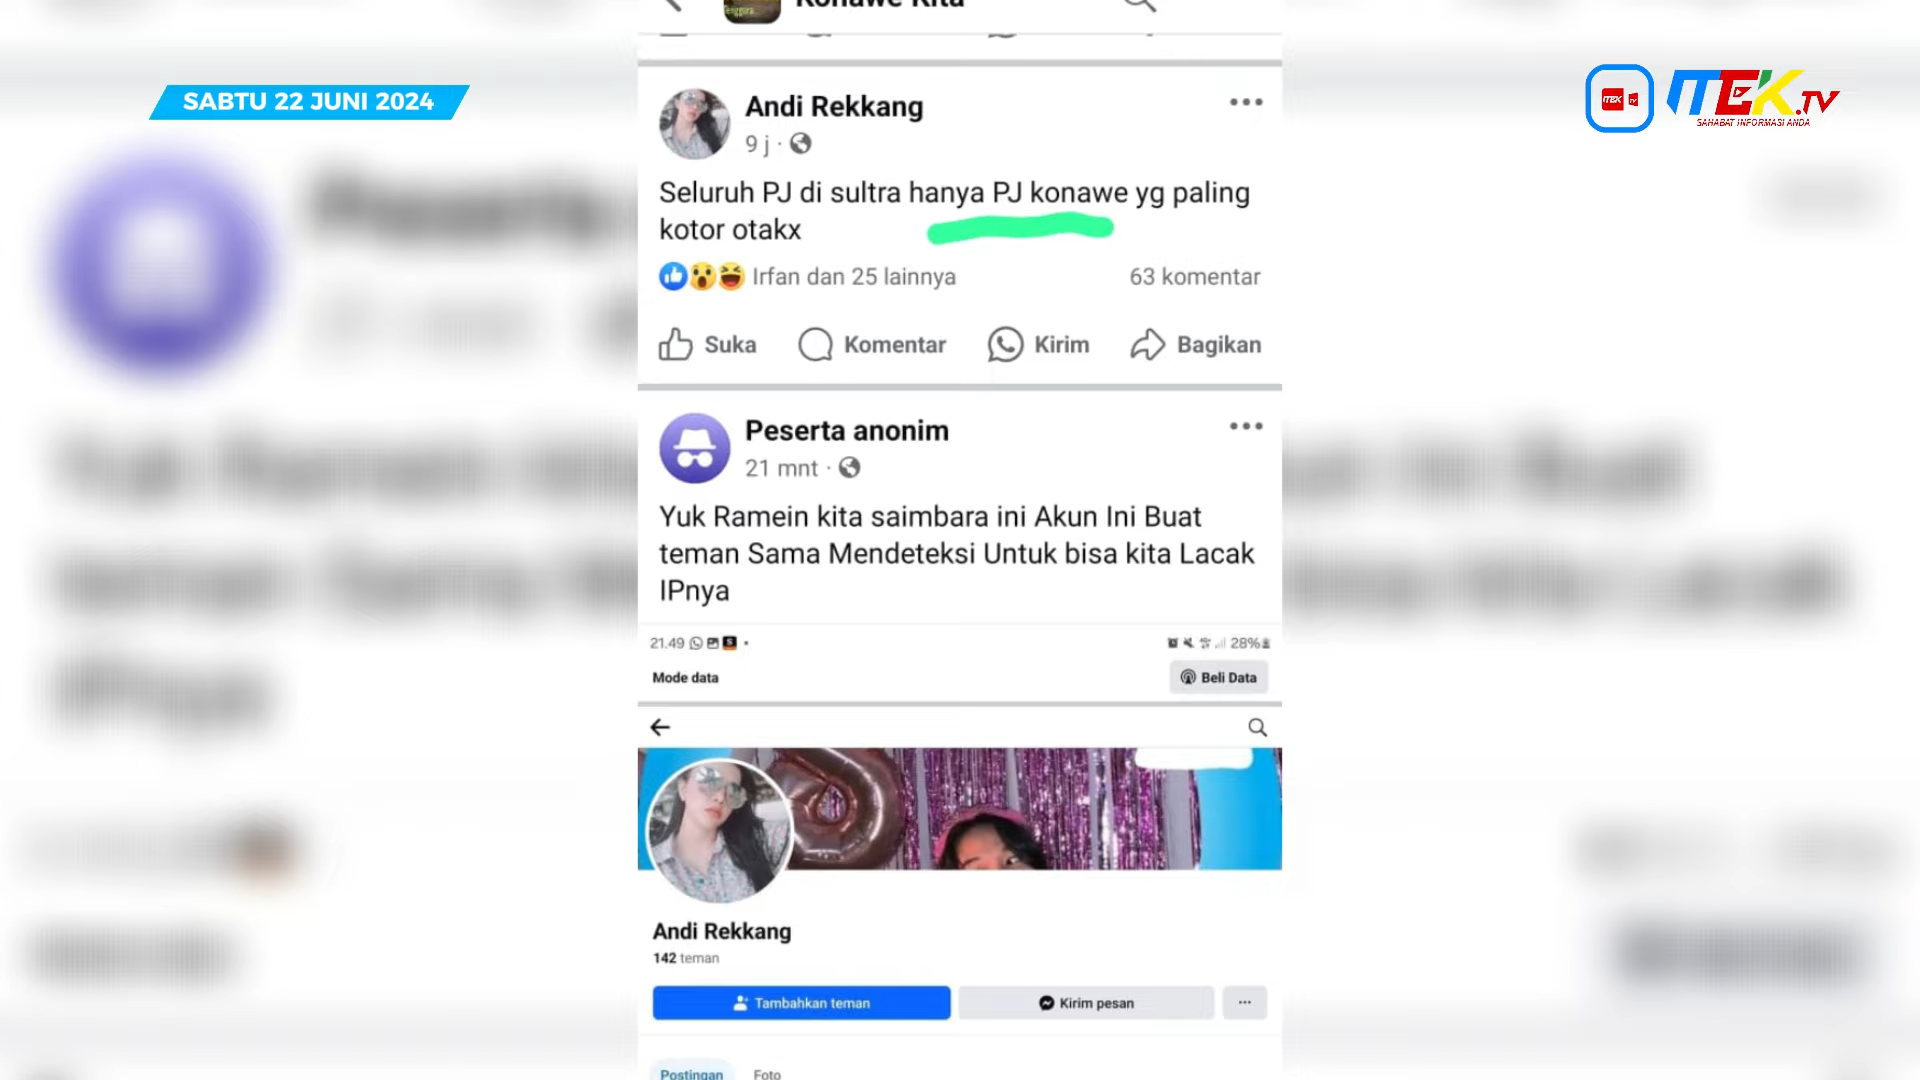 Konawe Kita
SABTU 22 JUNI 2024
MEK.TV
SAHABAT INFORMASI ANDA
Andi Rekkang
9 j ·
Seluruh PJ di sultra hanya PJ konawe yg paling
kotor otakx
Irfan dan 25 lainnya
63 komentar
Suka
Komentar
Kirim
Bagikan
Peserta anonim
21 mnt ·
Yuk Ramein kita saimbara ini Akun Ini Buat
teman Sama Mendeteksi Untuk bisa kita Lacak
IPnya
21.49
28%
Mode data
Beli Data
Andi Rekkang
142 teman
Tambahkan teman
Kirim pesan
Postingan
Foto